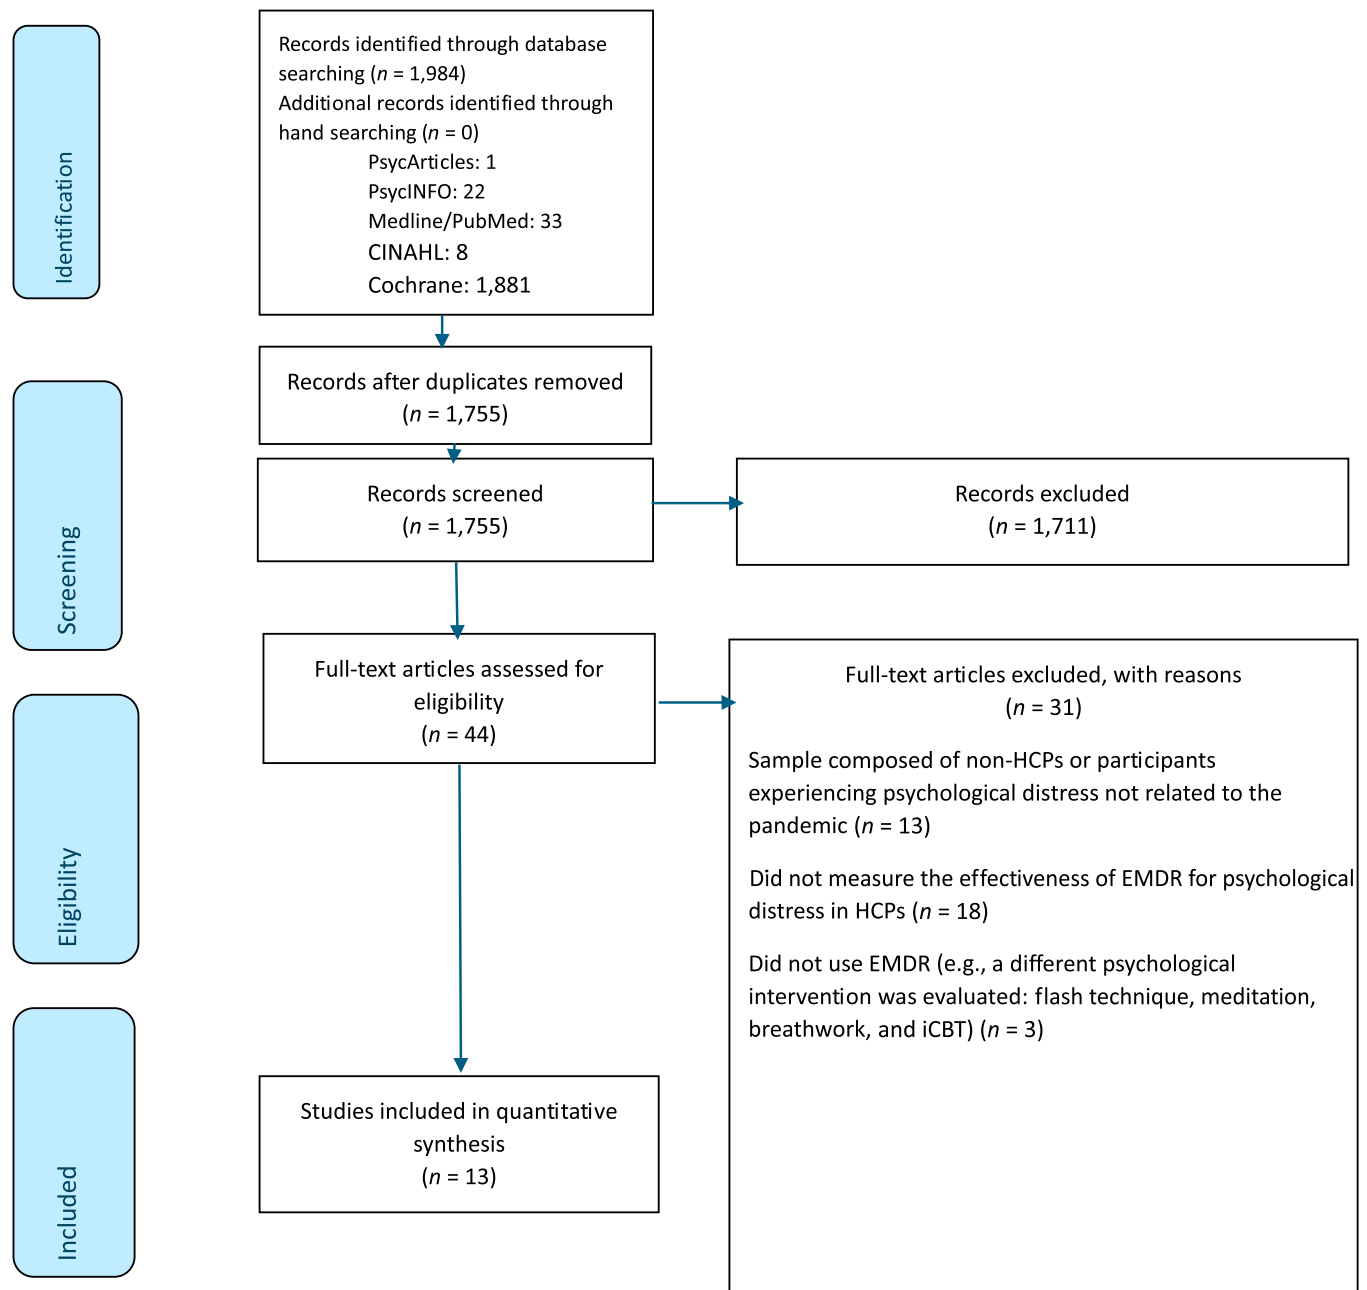 Identification
Records identified through database
searching (n = 1,984)
Additional records identified through
hand searching (n = 0)
PsycArticles: 1
PsycINFO: 22
Medline/PubMed: 33
CINAHL: 8
Cochrane: 1,881
Records after duplicates removed
(n = 1,755)
Screening
Records screened
(n = 1,755)
Records excluded
(n = 1,711)
Eligibility
Full-text articles assessed for
eligibility
(n = 44)
Full-text articles excluded, with reasons
(n = 31)
Sample composed of non-HCPs or participants
experiencing psychological distress not related to the
pandemic (n = 13)
Did not measure the effectiveness of EMDR for psychological
distress in HCPs (n = 18)
Did not use EMDR (e.g., a different psychological
intervention was evaluated: flash technique, meditation,
breathwork, and iCBT) (n = 3)
Included
Studies included in quantitative
synthesis
(n = 13)